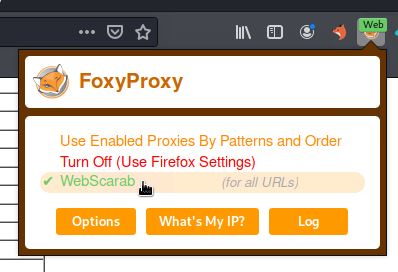 Web
FoxyProxy
Use Enabled Proxies By Patterns and Order
Turn Off (Use Firefox Settings)
✔ WebScarab (for all URLs)
Options What's My IP? Log